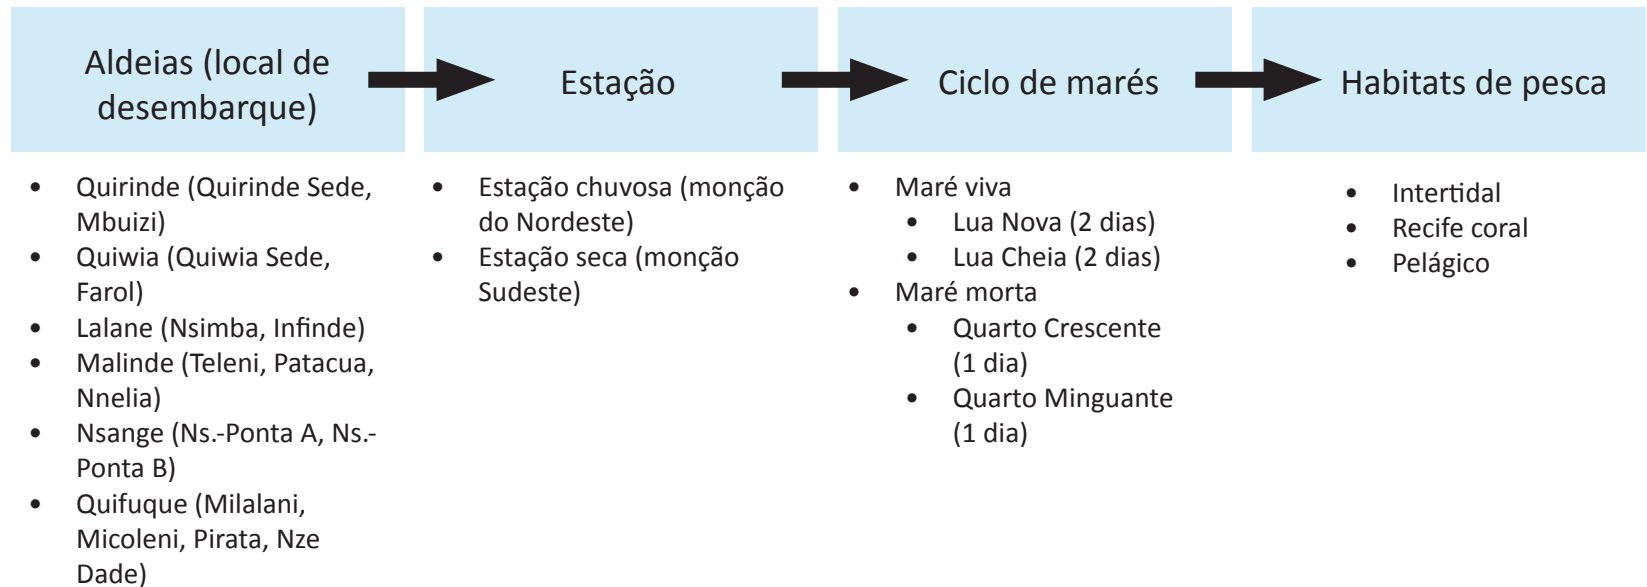 Aldeias (local de
desembarque)
Estação
Ciclo de marés
Habitats de pesca
• Quirinde (Quirinde Sede,
Mbuizi)
• Quiwia (Quiwia Sede,
Farol)
• Lalane (Nsimba, Infinde)
• Malinde (Teleni, Patacua,
Nnelia)
• Nsange (Ns.-Ponta A, Ns.-
Ponta B)
• Quifuque (Milalani,
Micoleni, Pirata, Nze
Dade)
• Estação chuvosa (monção
do Nordeste)
• Estação seca (monção
Sudeste)
• Maré viva
• Lua Nova (2 dias)
• Lua Cheia (2 dias)
• Maré morta
• Quarto Crescente
(1 dia)
• Quarto Minguante
(1 dia)
• Intertidal
• Recife coral
• Pelágico